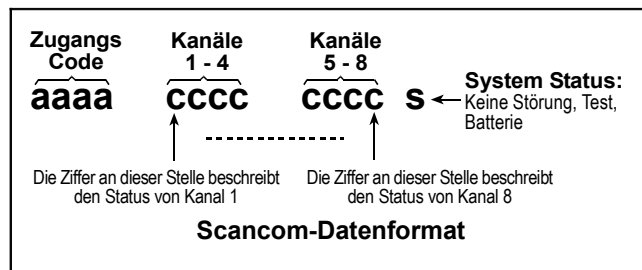 Zugangs Code
Kanäle 1 - 4
Kanäle 5 - 8
aaaa cccc cccc s
System Status:
Keine Störung, Test,
Batterie
Die Ziffer an dieser Stelle beschreibt
den Status von Kanal 1
Die Ziffer an dieser Stelle beschreibt
den Status von Kanal 8
Scancom-Datenformat